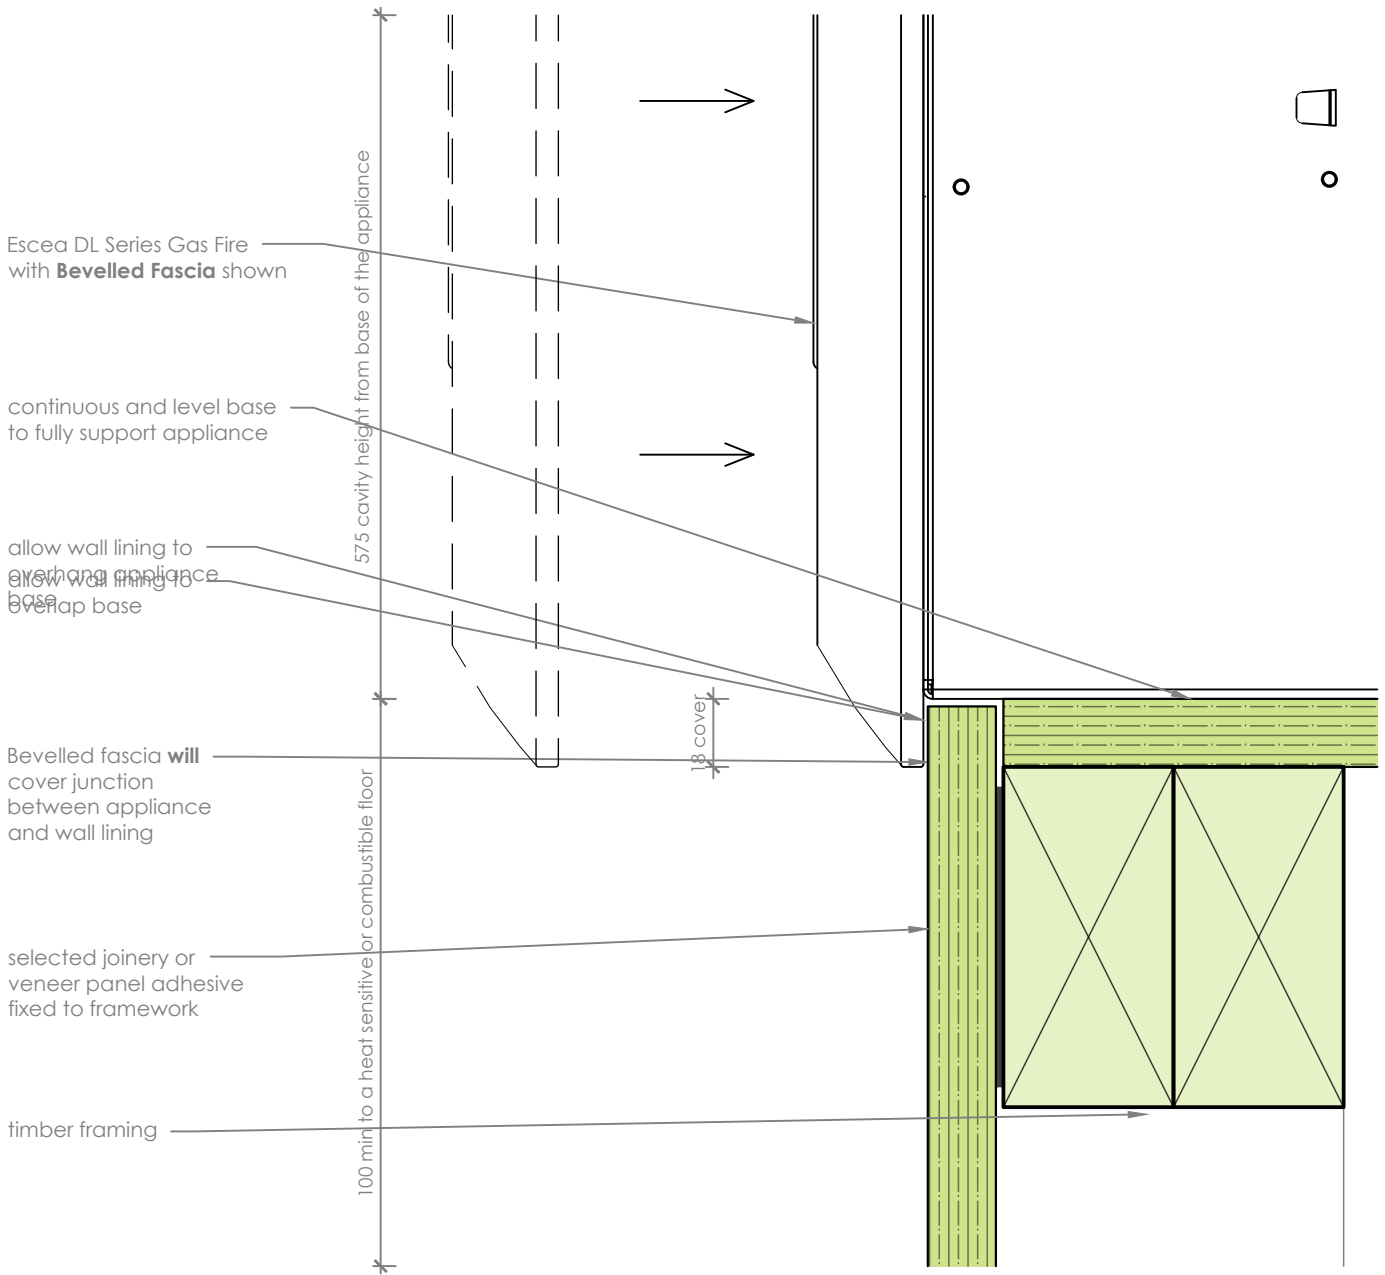 575 cavity height from base of the appliance
Escea DL Series Gas Fire
with Bevelled Fascia shown
continuous and level base
to fully support appliance
allow wall lining to
overhang appliance
base
allow wall lining to
overlap base
18 cover
Bevelled fascia will
cover junction
between appliance
and wall lining
100 min to a heat sensitive or combustible floor
selected joinery or
veneer panel adhesive
fixed to framework
timber framing